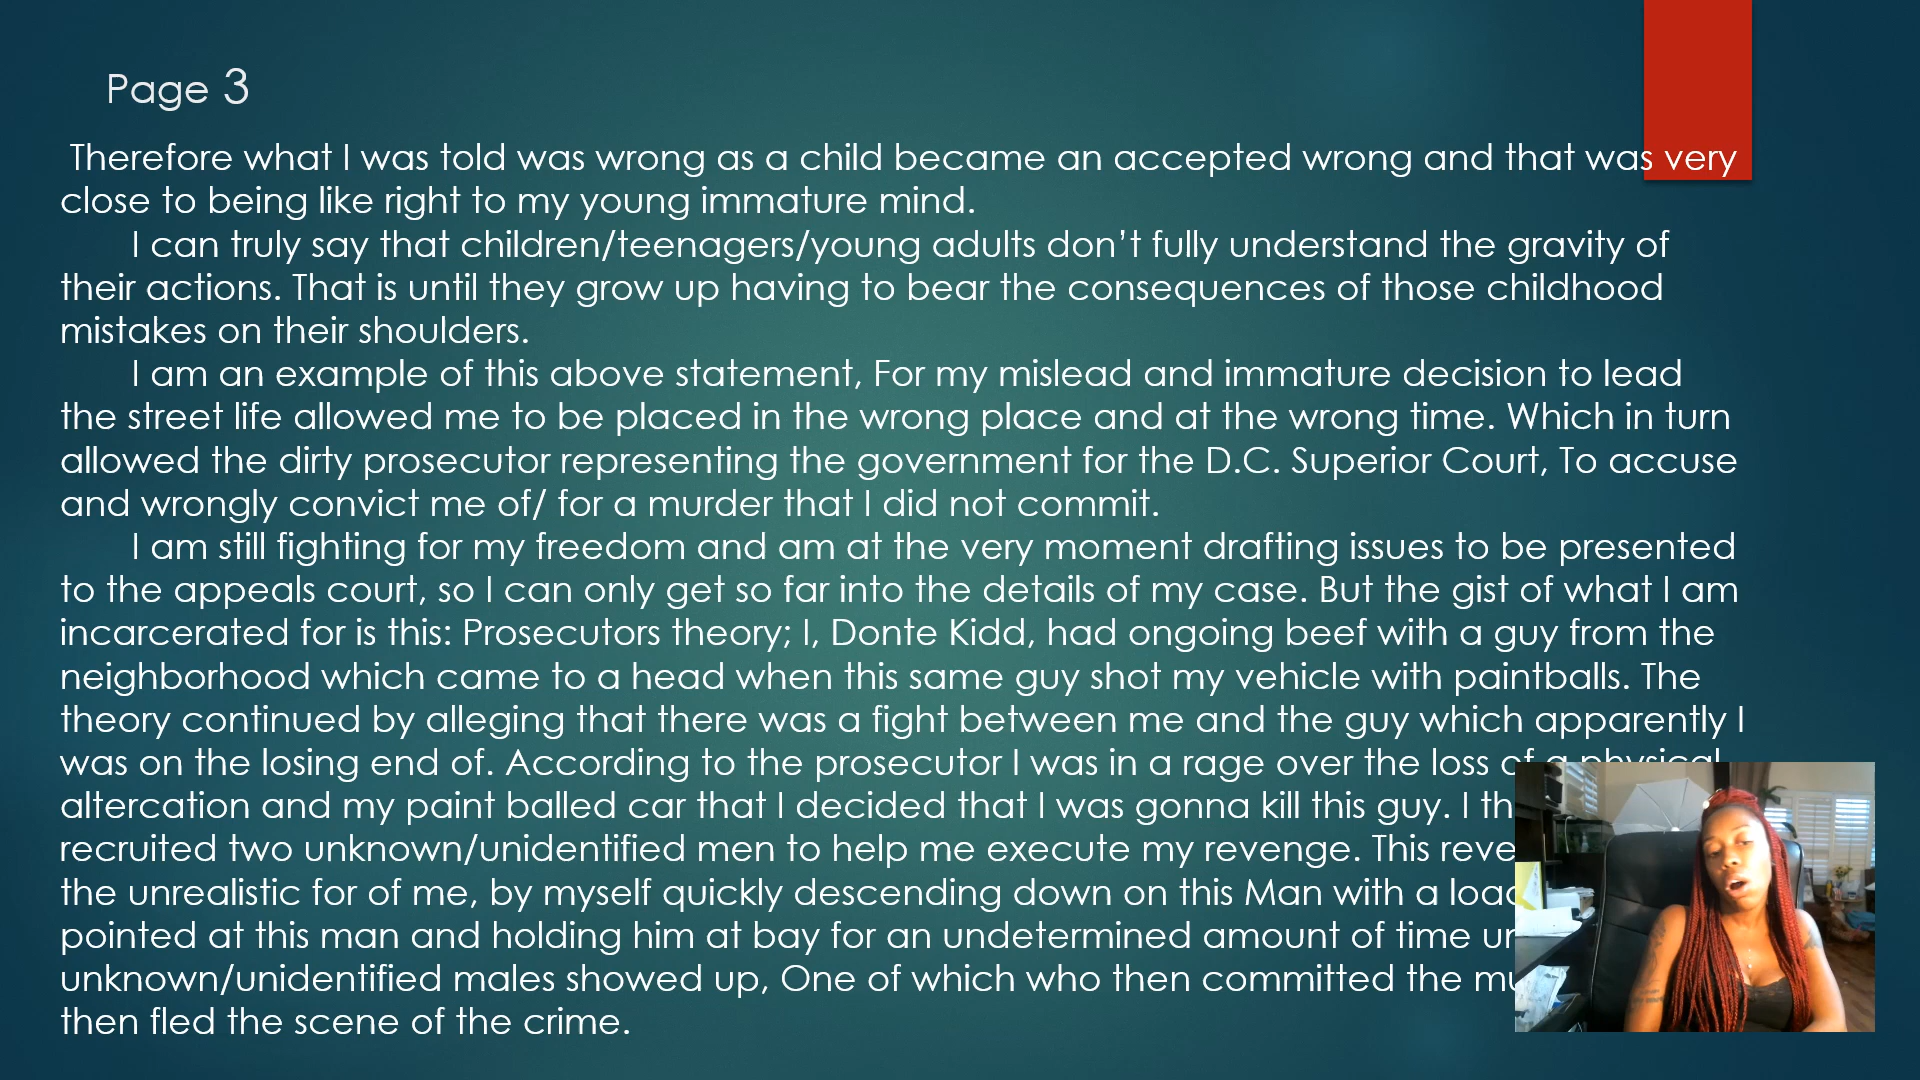 Page 3
Therefore what I was told was wrong as a child became an accepted wrong and that was very
close to being like right to my young immature mind.
I can truly say that children/teenagers/young adults don’t fully understand the gravity of
their actions. That is until they grow up having to bear the consequences of those childhood
mistakes on their shoulders.
I am an example of this above statement, For my mislead and immature decision to lead
the street life allowed me to be placed in the wrong place and at the wrong time. Which in turn
allowed the dirty prosecutor representing the government for the D.C. Superior Court, To accuse
and wrongly convict me of/ for a murder that I did not commit.
I am still fighting for my freedom and am at the very moment drafting issues to be presented
to the appeals court, so I can only get so far into the details of my case. But the gist of what I am
incarcerated for is this: Prosecutors theory; I, Donte Kidd, had ongoing beef with a guy from the
neighborhood which came to a head when this same guy shot my vehicle with paintballs. The
theory continued by alleging that there was a fight between me and the guy which apparently I
was on the losing end of. According to the prosecutor I was in a rage over the loss of a physical
altercation and my paint balled car that I decided that I was gonna kill this guy. I
recruited two unknown/unidentified men to help me execute my revenge. This
the unrealistic for of me, by myself quickly descending down on this Man with a
pointed at this man and holding him at bay for an undetermined amount of time
unknown/unidentified males showed up, One of which who then committed the
then fled the scene of the crime.